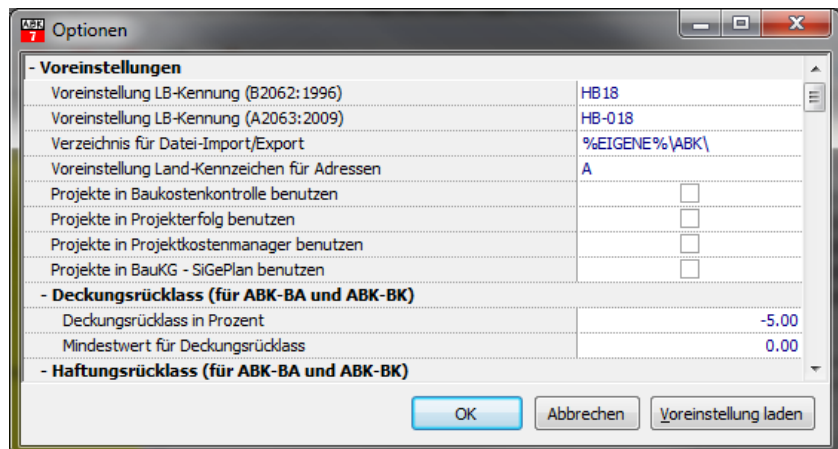 ABK
7
Optionen
- Voreinstellungen
Voreinstellung LB-Kennung (B2062:1996) HB18
Voreinstellung LB-Kennung (A2063:2009) HB-018
Verzeichnis für Datei-Import/Export %EIGENE%\ABK\
Voreinstellung Land-Kennzeichen für Adressen A
Projekte in Baukostenkontrolle benutzen
Projekte in Projekterfolg benutzen
Projekte in Projektkostenmanager benutzen
Projekte in BauKG - SiGePlan benutzen
- Deckungsrücklass (für ABK-BA und ABK-BK)
Deckungsrücklass in Prozent -5.00
Mindestwert für Deckungsrücklass 0.00
- Haftungsrücklass (für ABK-BA und ABK-BK)
OK Abbrechen Voreinstellung laden